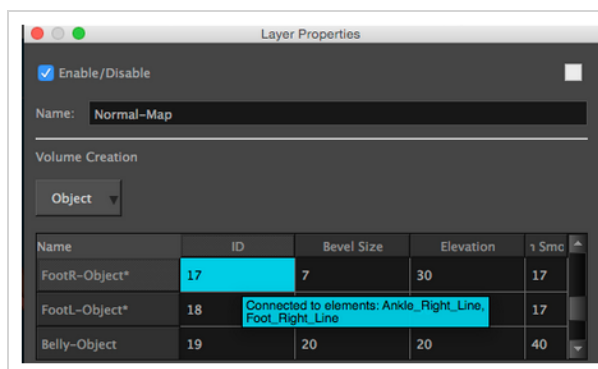 Layer Properties
Enable/Disable
Name: Normal-Map
Volume Creation
Object
Name ID Bevel Size Elevation ı Smc
FootR-Object* 17 7 30 17
FootL-Object* 18 17
Connected to elements: Ankle_Right_Line,
Foot_Right_Line
Belly-Object 19 20 20 40